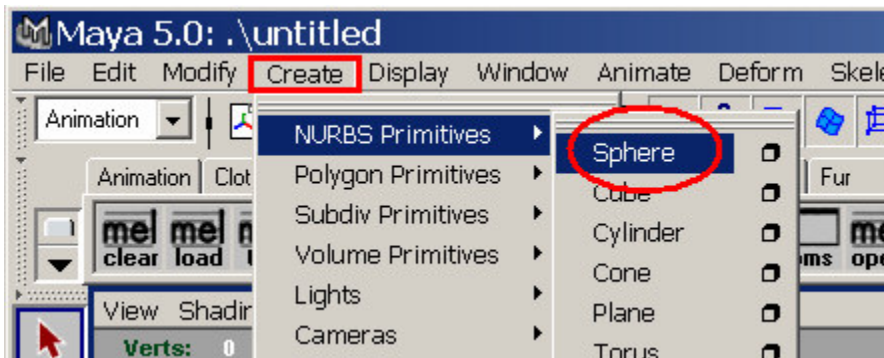 Maya 5.0: .\untitled
File Edit Modify Create Display Window Animate Deform
Animation
NURBS Primitives
Sphere
Animation
Fur
Polygon Primitives
Cube
Subdiv Primitives
Cylinder
mel mel
clear load
Volume Primitives
Cone
Lights
Plane
View
Cameras
Torus
Verts: 0